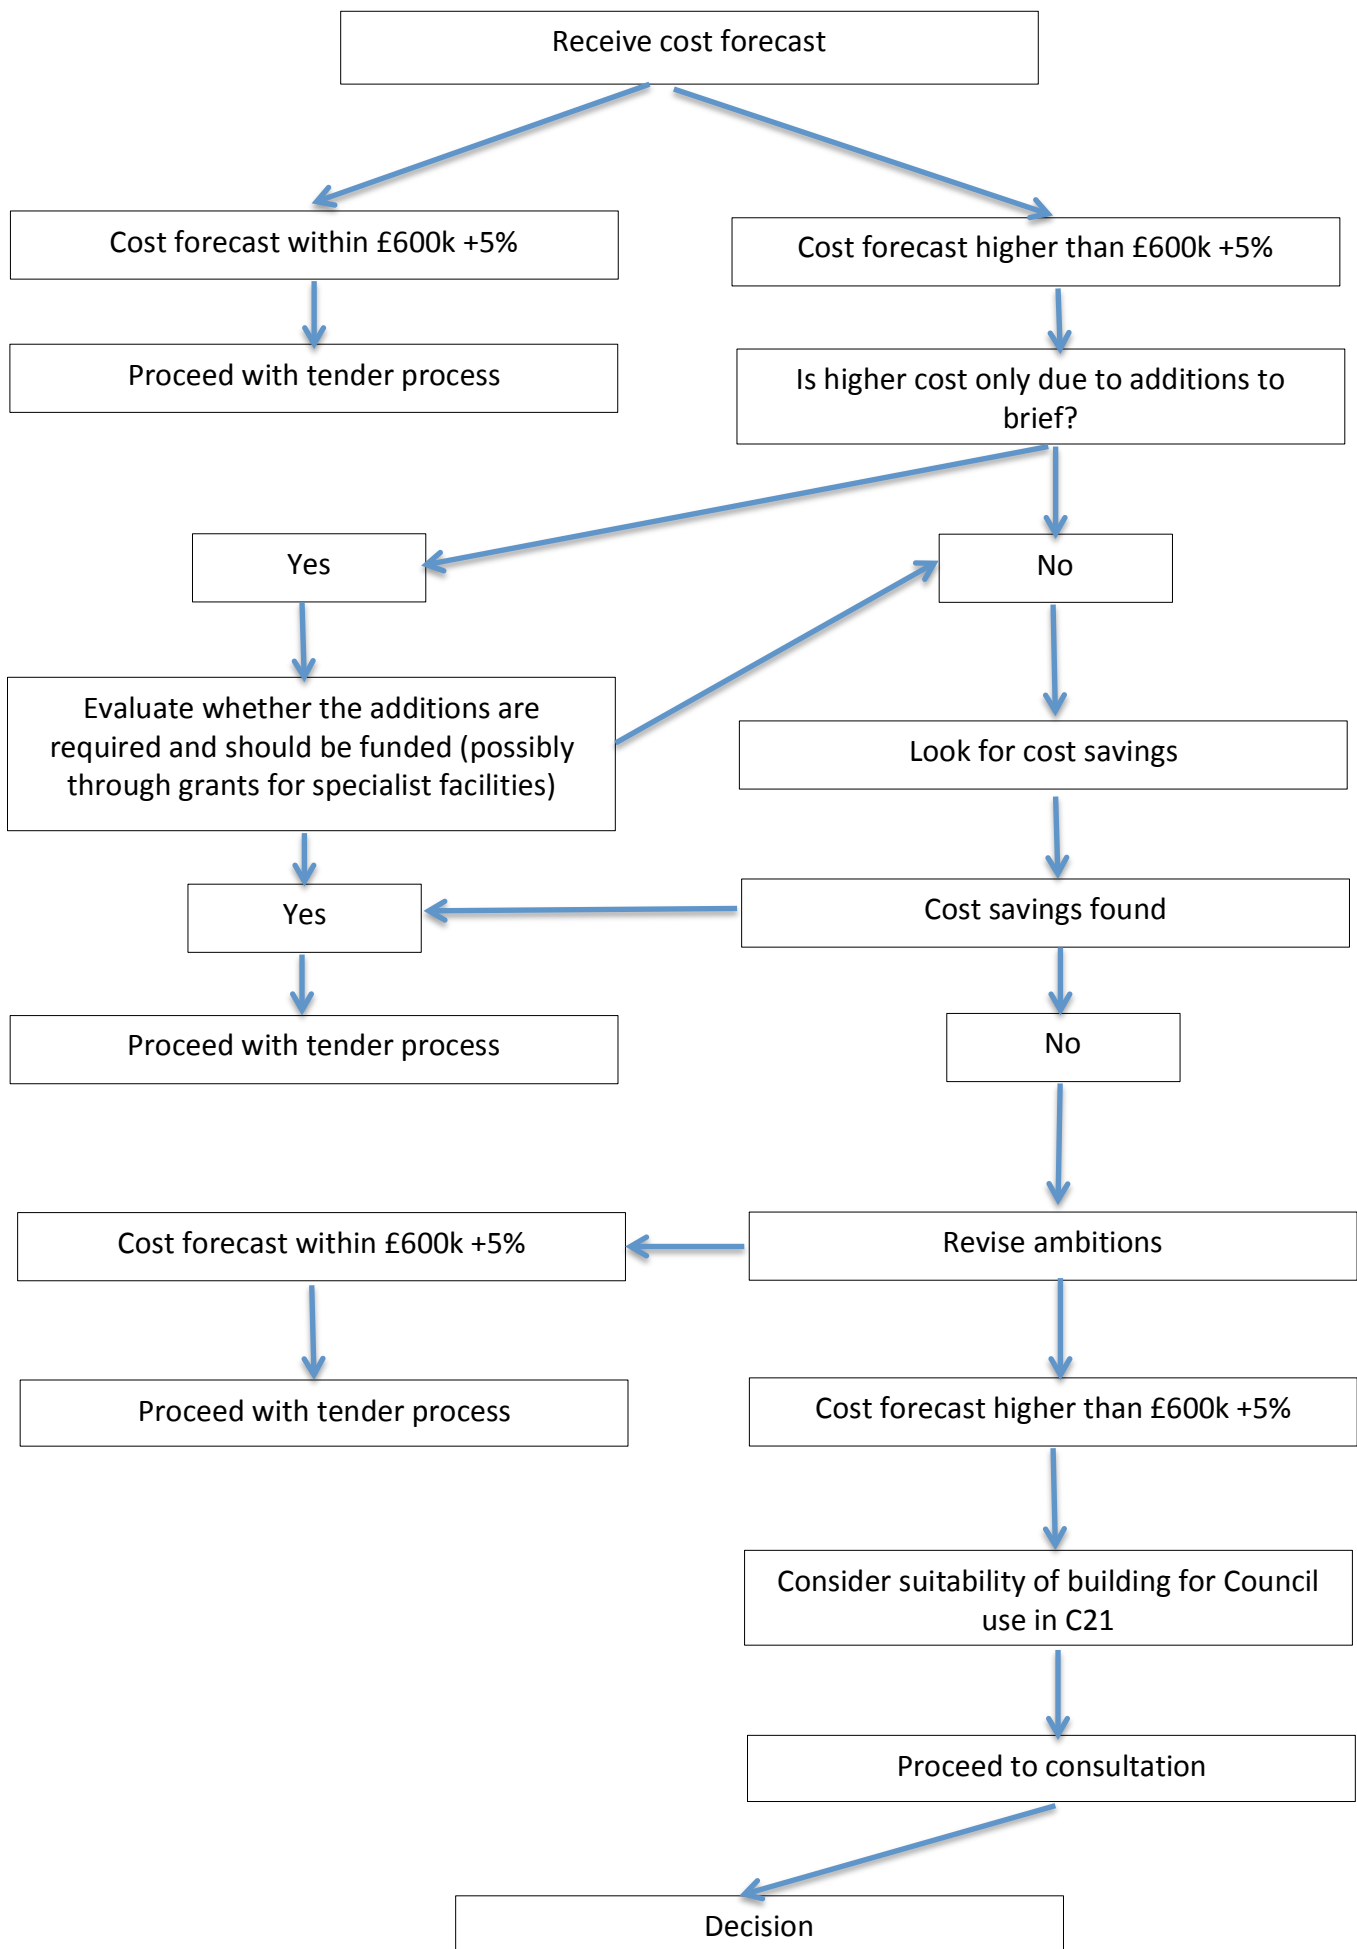 Receive cost forecast
Cost forecast within £600k +5%
Cost forecast higher than £600k +5%
Proceed with tender process
Is higher cost only due to additions to
brief?
Yes
No
Evaluate whether the additions are
required and should be funded (possibly
through grants for specialist facilities)
Look for cost savings
Yes
Cost savings found
Proceed with tender process
No
Cost forecast within £600k +5%
Revise ambitions
Proceed with tender process
Cost forecast higher than £600k +5%
Consider suitability of building for Council
use in C21
Proceed to consultation
Decision